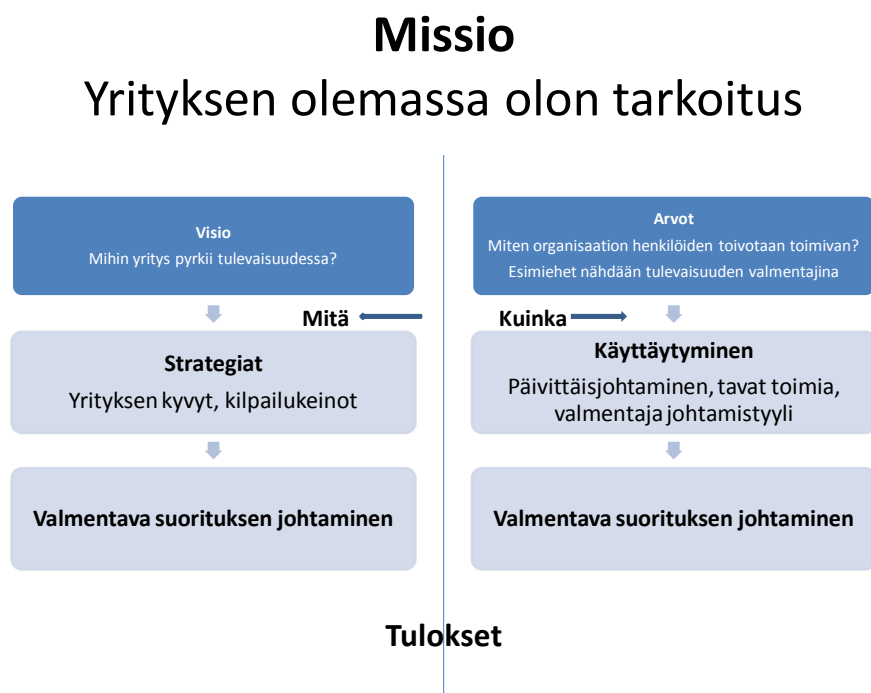 Missio
Yrityksen olemassa olon tarkoitus
Visio
Mihin yritys pyrkii tulevaisuudessa?
Arvot
Miten organisaation henkilöiden toivotaan toimivan?
Esimiehet nähdään tulevaisuuden valmentajina
Mitä
Kuinka
Strategiat
Yrityksen kyvyt, kilpailukeinot
Käyttäytyminen
Päivittäisjohtaminen, tavat toimia,
valmentaja johtamistyyli
Valmentava suorituksen johtaminen
Valmentava suorituksen johtaminen
Tulokset